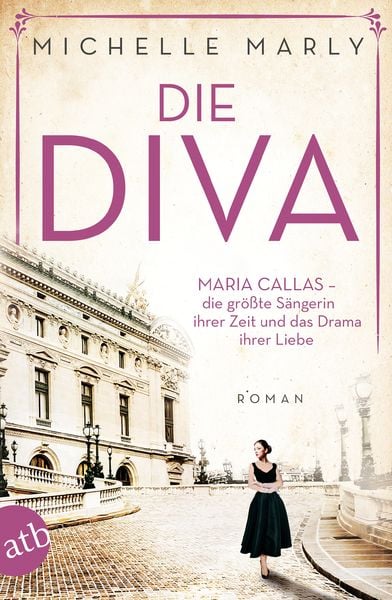 MICHELLE MARLY
DIE
DIVA
MARIA CALLAS –
die größte Sängerin
ihrer Zeit und das Drama
ihrer Liebe
ROMAN
atb